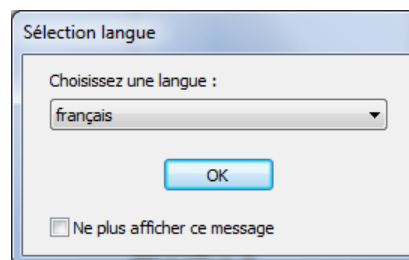 Sélection langue
Choisissez une langue :
français
OK
Ne plus afficher ce message